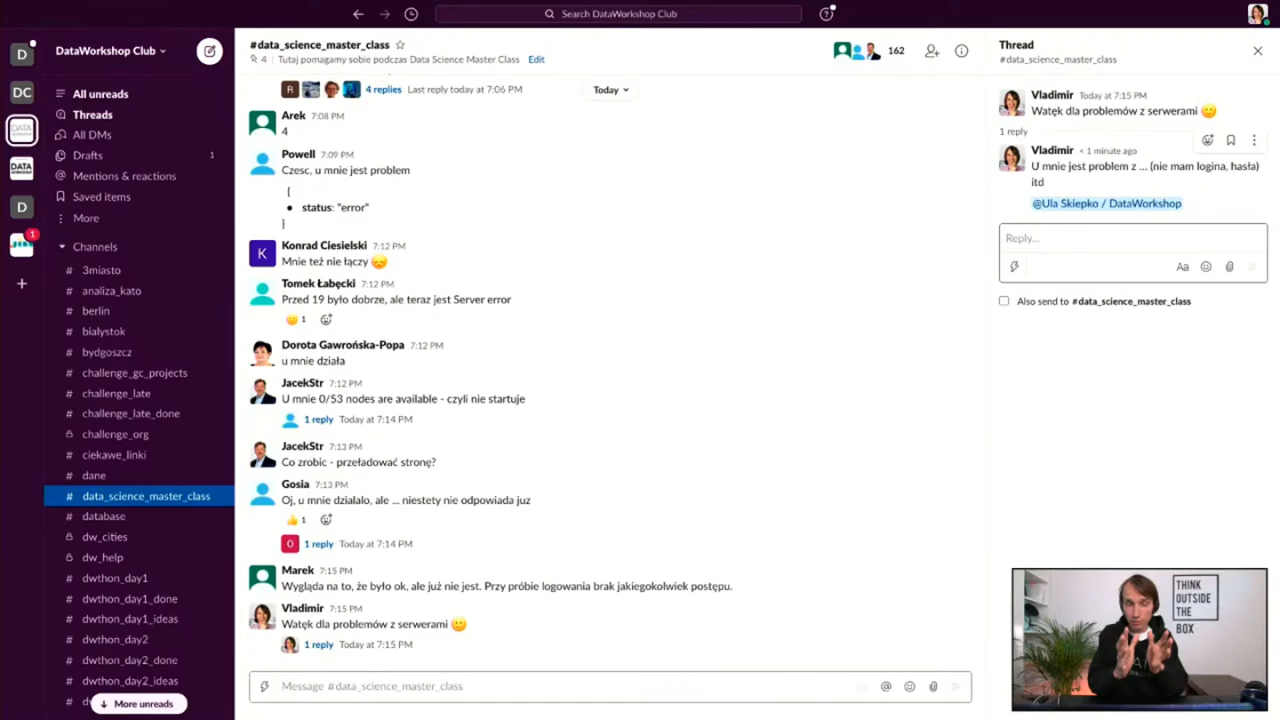 Search DataWorkshop Club
D
DC
DATA
DATA
D
1
DataWorkshop Club
All unreads
Threads
All DMs
Drafts 1
Mentions & reactions
Saved items
More
Channels
# 3miasto
# analiza_kato
# berlin
# bialystok
# bydgoszcz
# challenge_gc_projects
# challenge_late
# challenge_late_done
challenge_org
# ciekawe_linki
# dane
# data_science_master_class
# database
dw_cities
dw_help
# dwthon_day1
# dwthon_day1_done
# dwthon_day1_ideas
# dwthon_day2
# dwthon_day2_done
# dwthon_day2_ideas
More unreads
#data_science_master_class
4 | Tutaj pomagamy sobie podczas Data Science Master Class Edit
162
R 4 replies Last reply today at 7:06 PM
Today
Arek 7:08 PM
4
Powell 7:09 PM
Czesc, u mnie jest problem
{
• status: "error"
}
K
Konrad Ciesielski 7:12 PM
Mnie też nie łączy 😞
Tomek Łabęcki 7:12 PM
Przed 19 było dobrze, ale teraz jest Server error
1
Dorota Gawrońska-Popa 7:12 PM
u mnie działa
JacekStr 7:12 PM
U mnie 0/53 nodes are available - czyli nie startuje
1 reply Today at 7:14 PM
JacekStr 7:13 PM
Co zrobic - przeładować stronę?
Gosia 7:13 PM
Oj, u mnie dzialalo, ale ... niestety nie odpowiada juz
👍 1
O 1 reply Today at 7:14 PM
Marek 7:15 PM
Wygląda na to, że było ok, ale już nie jest. Przy próbie logowania brak jakiegokolwiek postępu.
Vladimir 7:15 PM
Watęk dla problemów z serwerami 🙂
1 reply Today at 7:15 PM
Message #data_science_master_class
Thread
#data_science_master_class
Vladimir Today at 7:15 PM
Watęk dla problemów z serwerami 🙂
1 reply
Vladimir < 1 minute ago
U mnie jest problem z ... (nie mam logina, hasła)
itd
@Ula Skiepko / DataWorkshop
Reply...
Aa
Also send to #data_science_master_class
THINK
OUTSIDE
THE
BOX